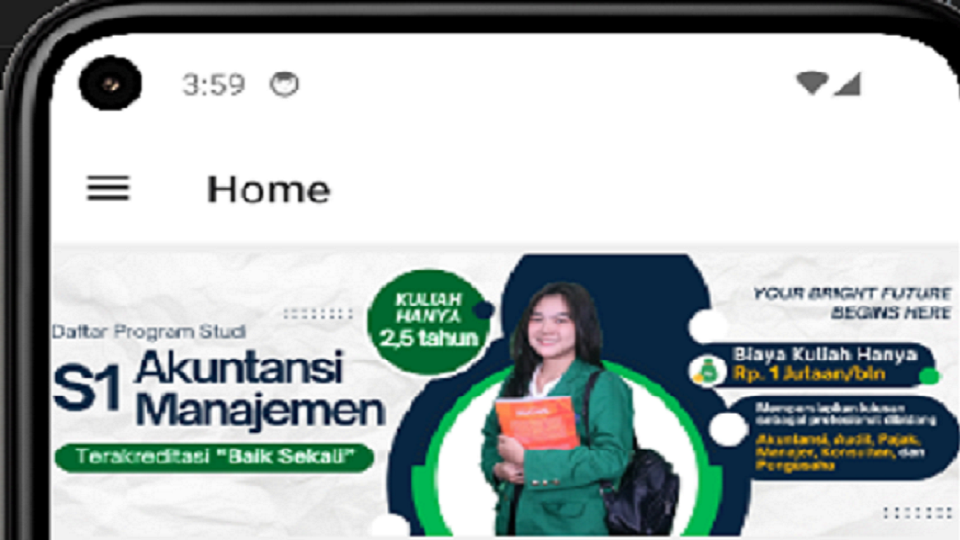 3:59
Home
Daftar Program Studi
S1 Akuntansi
Manajemen
Terakreditasi "Baik Sekali"
KULIAH
HANYA
2,5 tahun
YOUR BRIGHT FUTURE
BEGINS HERE
Biaya Kuliah Hanya
Rp. 1 Jutaan/bln
Mempersiapkan lulusan
sebagai profesional dibidang
Akuntansi, Audit, Pajak,
Manajer, Konsultan, dan
Pengusaha